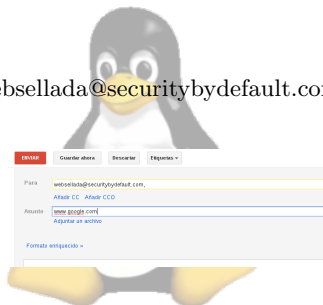 ebsellada@securitybydefault.co
ENVIAR Guardar ahora Descartar Etiquetas
Para websellada@securitybydefault.com,
Añadir CC Añadir CCO
Asunto www.google.com
Adjuntar un archivo
Formato enriquecido »